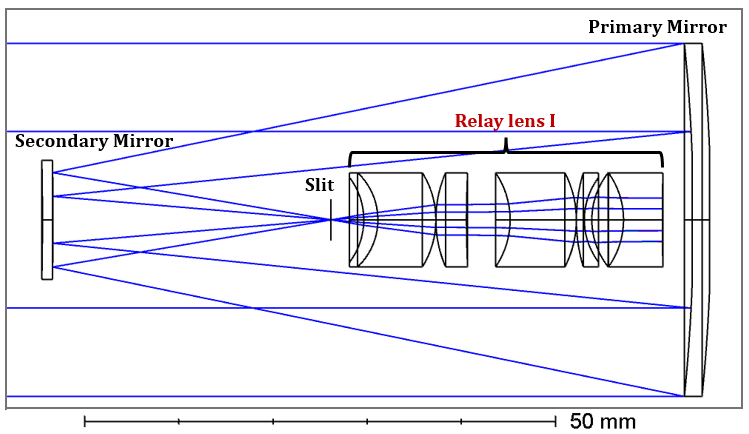 Primary Mirror
Relay lens I
Secondary Mirror
Slit
50 mm